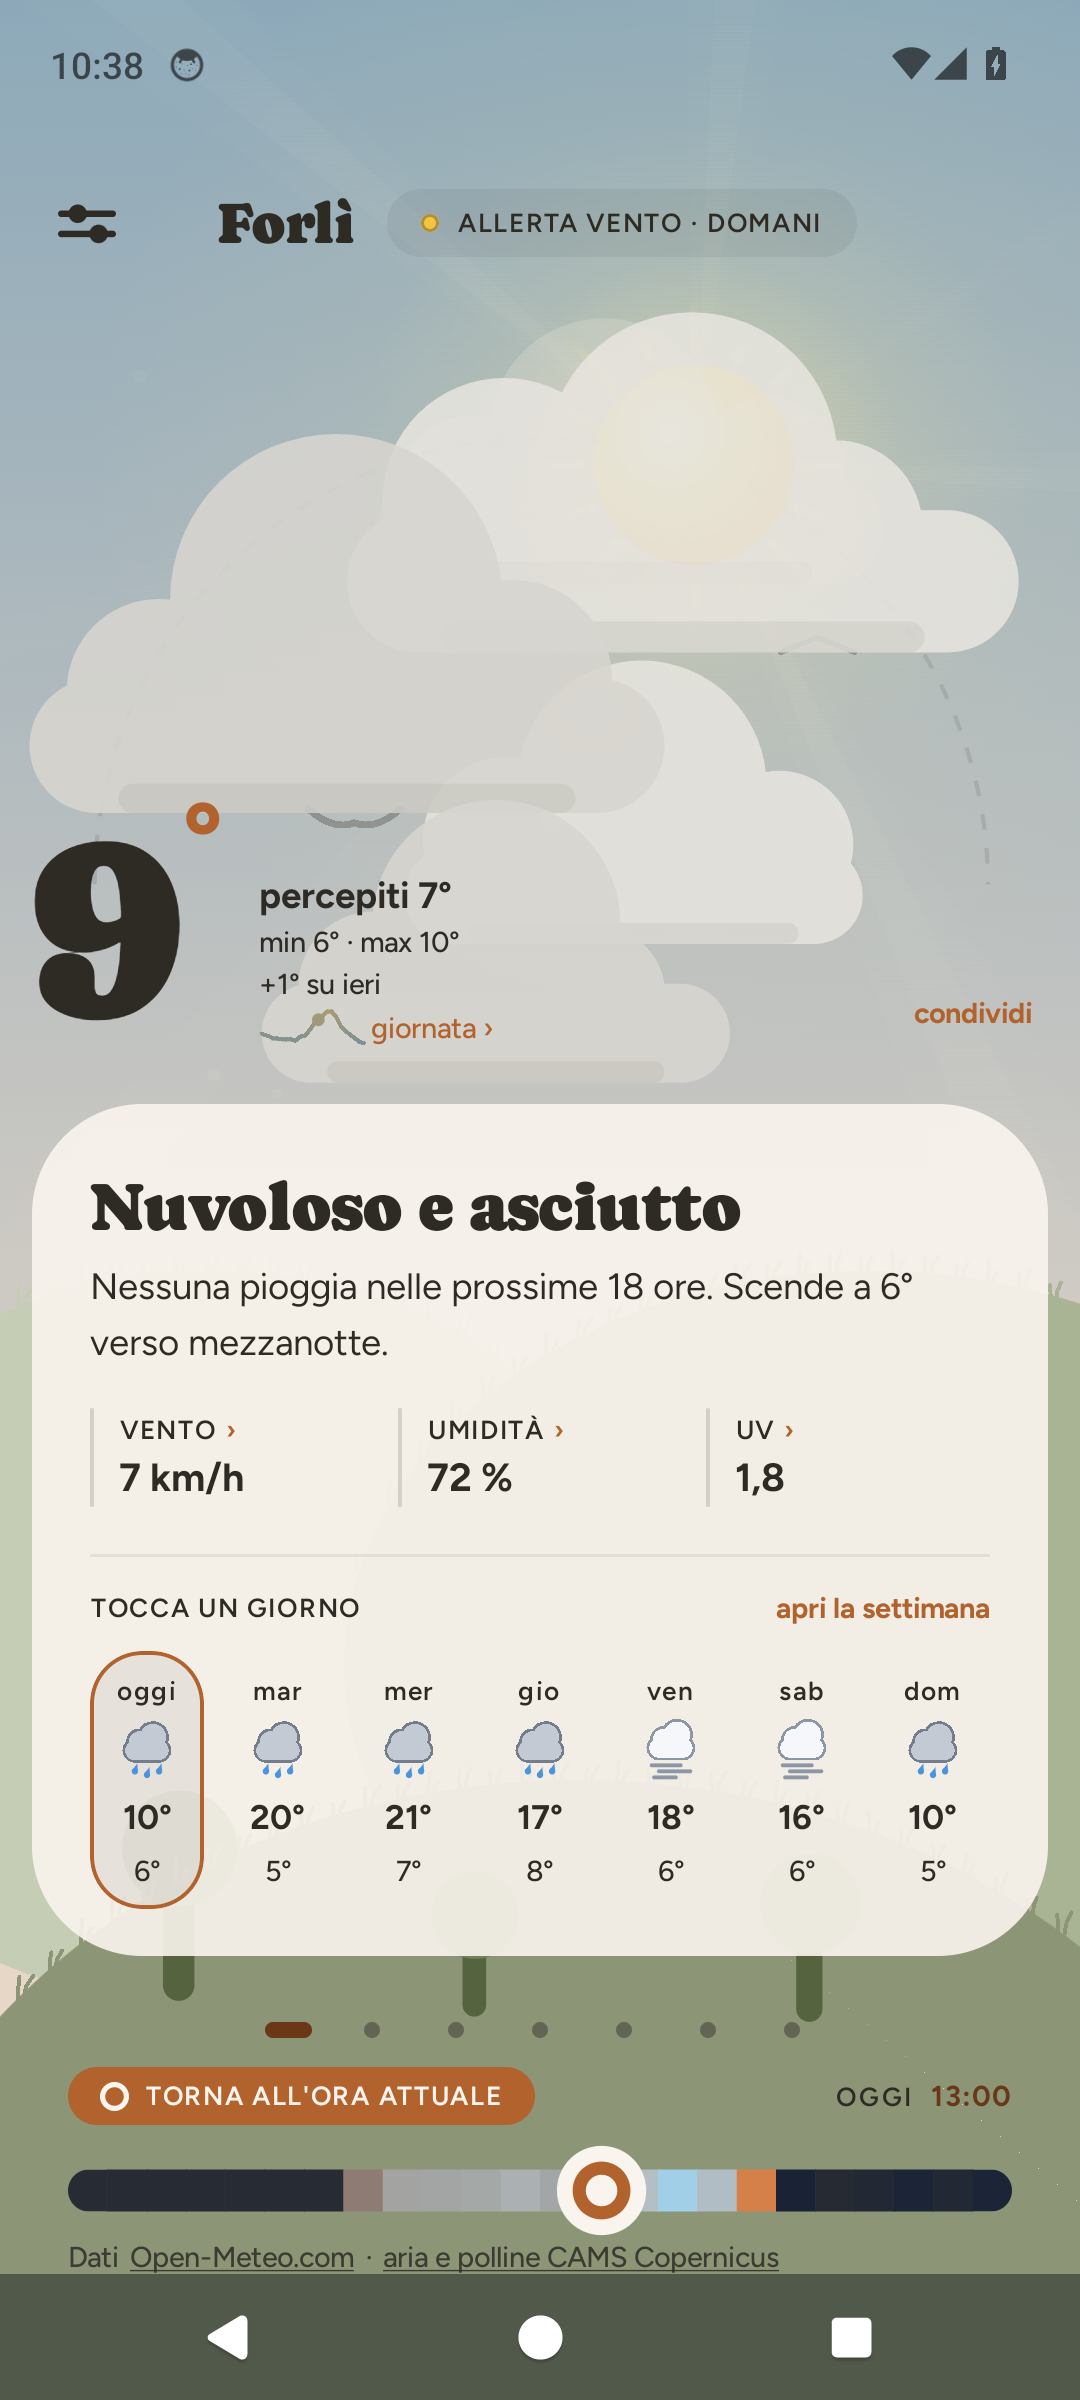 10:38
Forlì
ALLERTA VENTO · DOMANI
9°
percepiti 7°
min 6° · max 10°
+1° su ieri
giornata ›
condividi
Nuvoloso e asciutto
Nessuna pioggia nelle prossime 18 ore. Scende a 6°
verso mezzanotte.
VENTO › UMIDITÀ › UV ›
7 km/h 72 % 1,8
TOCCA UN GIORNO apri la settimana
oggi mar mer gio ven sab dom
10° 20° 21° 17° 18° 16° 10°
6° 5° 7° 8° 6° 6° 5°
TORNA ALL'ORA ATTUALE OGGI 13:00
Dati Open-Meteo.com · aria e polline CAMS Copernicus